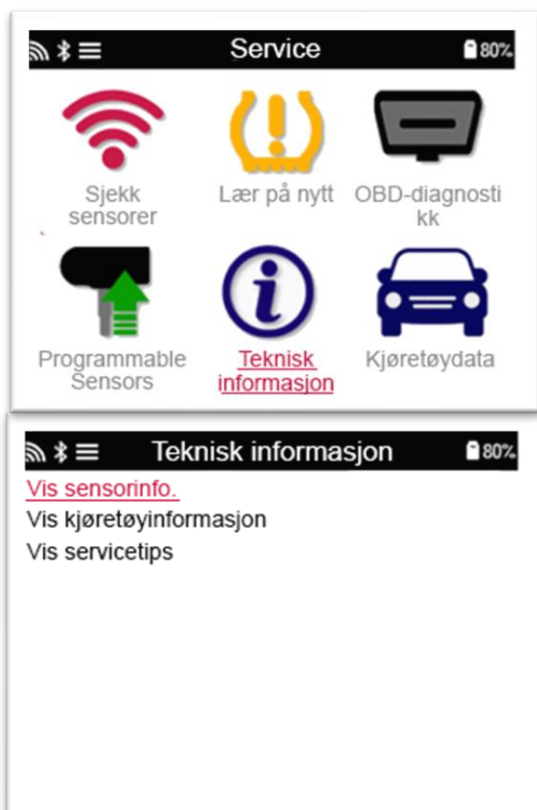 Service
80%
Sjekk
sensorer
Lær på nytt
OBD-diagnosti
kk
Programmable
Sensors
Teknisk
informasjon
Kjøretøydata
Teknisk informasjon
80%
Vis sensorinfo.
Vis kjøretøyinformasjon
Vis servicetips